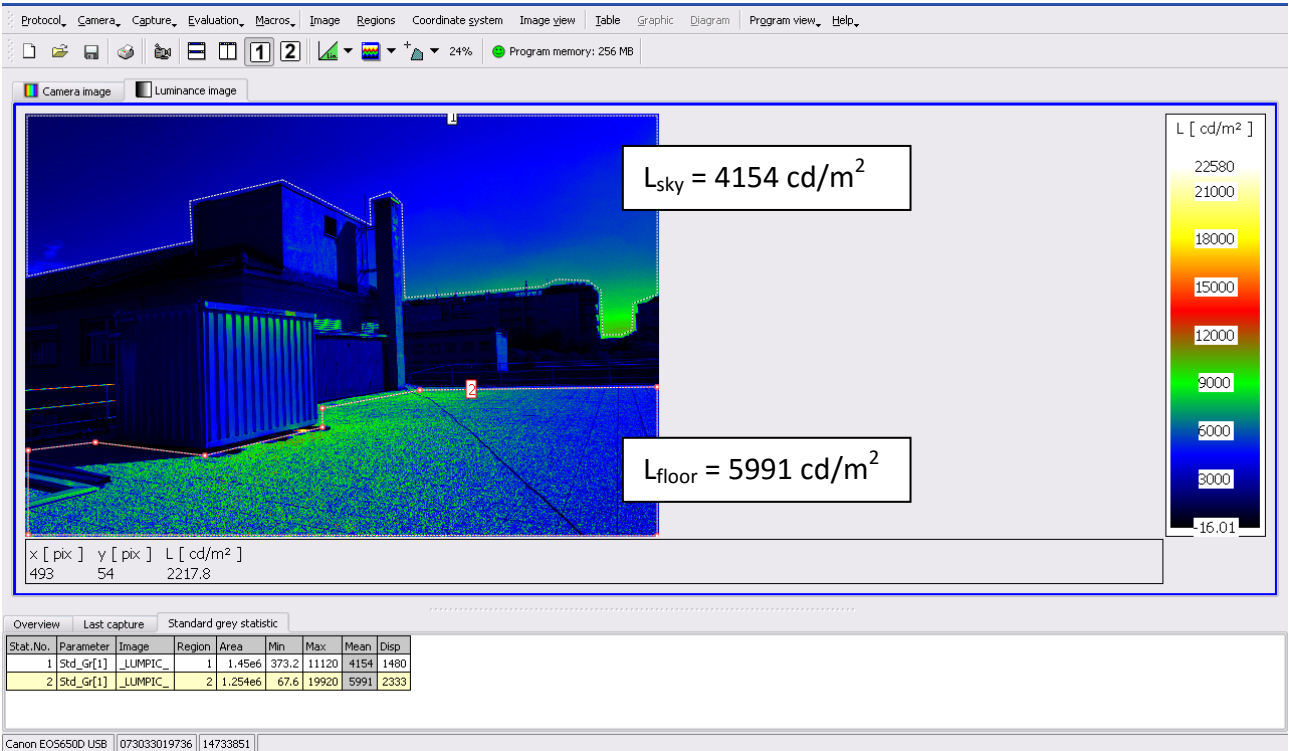 Protocol Camera Capture Evaluation Macros Image Regions Coordinate system Image view Table Graphic Diagram Program view Help
1 2 24% Program memory: 256 MB
Camera image Luminance image
1
L [ cd/m² ]
Lsky = 4154 cd/m²
22580
21000
18000
15000
12000
2
9000
6000
Lfloor = 5991 cd/m²
3000
-16.01
x [ pix ] y [ pix ] L [ cd/m² ]
493 54 2217.8
Overview Last capture Standard grey statistic
Stat.No. Parameter Image Region Area Min Max Mean Disp
1 Std_Gr[1] _LUMPIC_ 1 1.45e6 373.2 11120 4154 1480
2 Std_Gr[1] _LUMPIC_ 2 1.254e6 67.6 19920 5991 2333
Canon EOS650D USB 073033019736 14733851